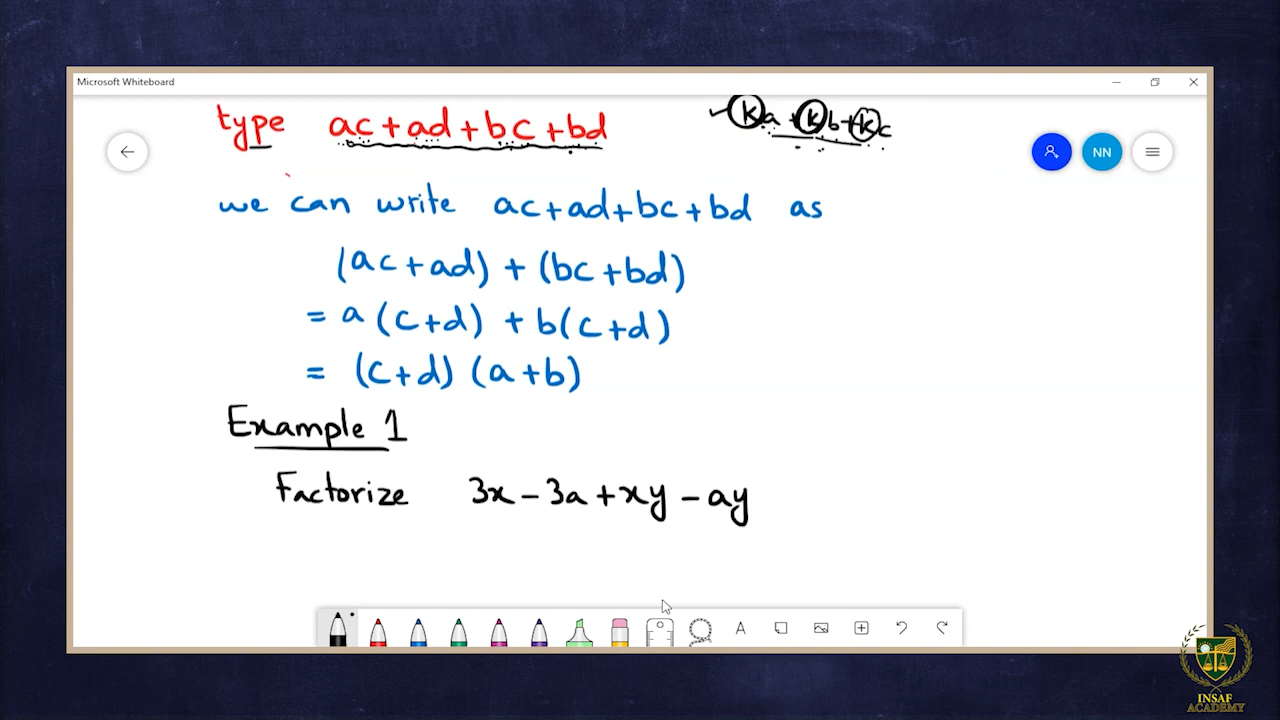 Microsoft Whiteboard
type ac+ad+bc+bd
ka+kb+kc
NN
we can write ac+ad+bc+bd as
(ac+ad)+(bc+bd)
= a(c+d)+b(c+d)
= (c+d)(a+b)
Example 1
Factorize 3x-3a+xy-ay
A
INSAF
ACADEMY